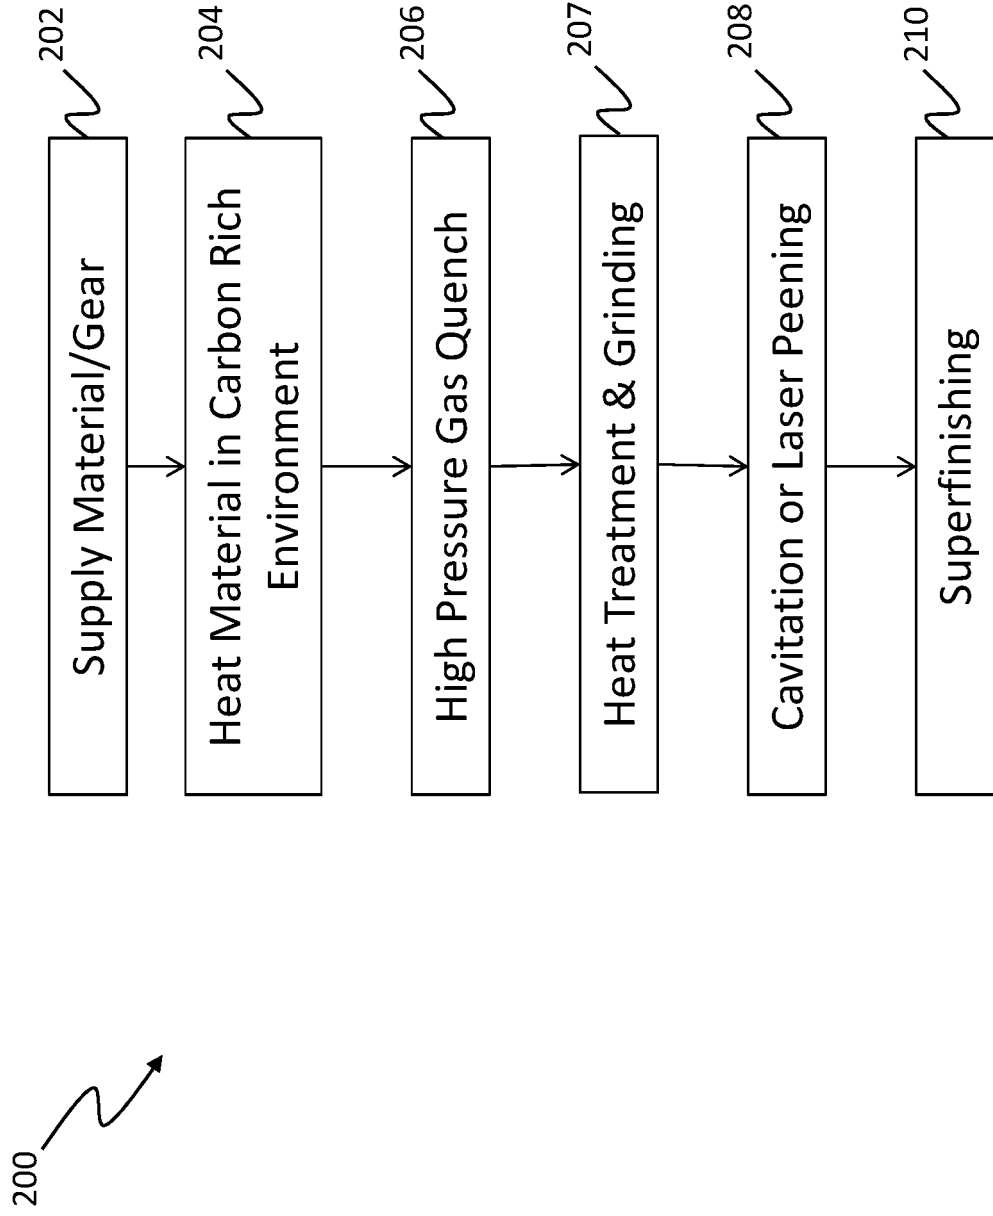 200
Supply Material/Gear
202
Heat Material in Carbon Rich
Environment
204
High Pressure Gas Quench
206
Heat Treatment & Grinding
207
Cavitation or Laser Peening
208
Superfinishing
210